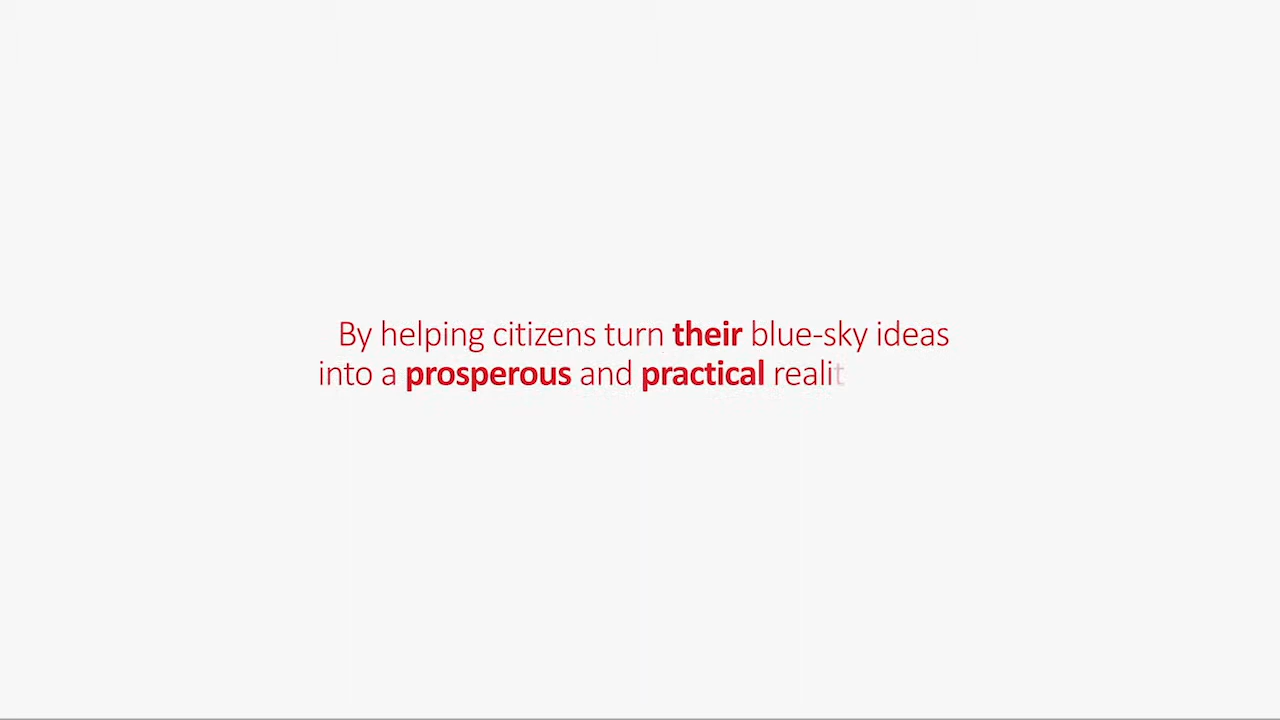 By helping citizens turn their blue-sky ideas
into a prosperous and practical realit